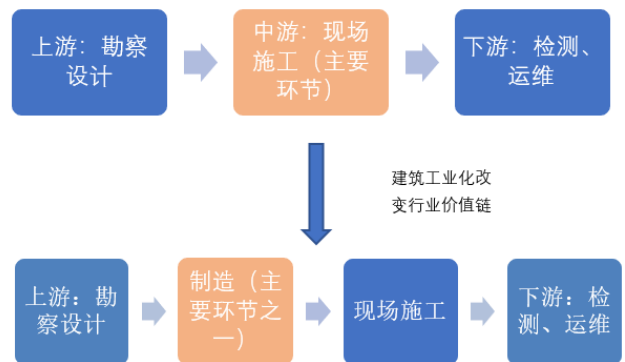 上游：勘察
设计
中游：现场
施工（主要
环节）
下游：检测、
运维
建筑工业化改
变行业价值链
上游：勘
察设计
制造（主
要环节之
一）
现场施工
下游：检
测、运维